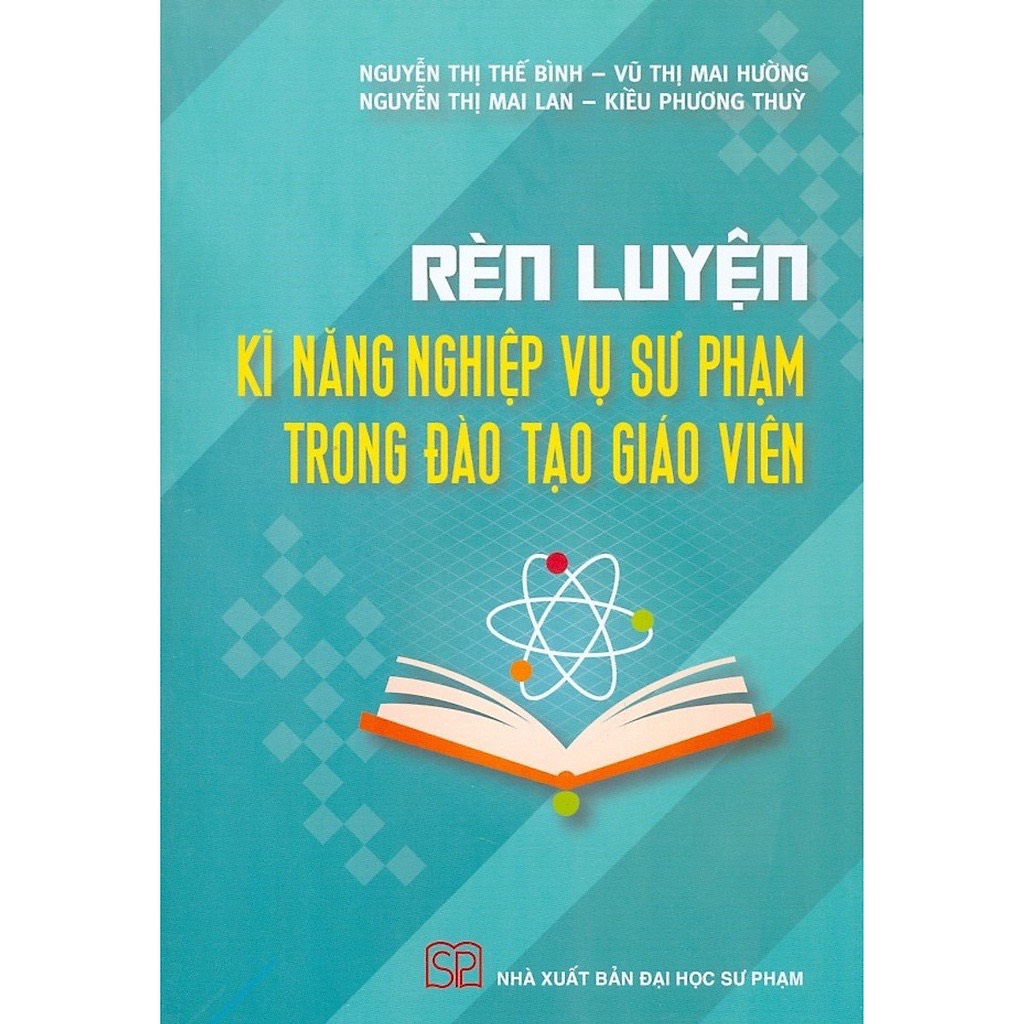 NGUYỄN THỊ THẾ BÌNH – VŨ THỊ MAI HƯỜNG
NGUYỄN THỊ MAI LAN – KIỀU PHƯƠNG THUỲ
RÈN LUYỆN
KĨ NĂNG NGHIỆP VỤ SƯ PHẠM
TRONG ĐÀO TẠO GIÁO VIÊN
SP
NHÀ XUẤT BẢN ĐẠI HỌC SƯ PHẠM